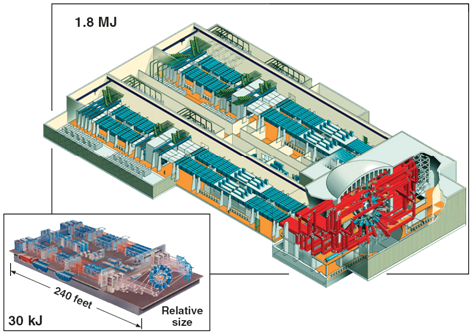 1.8 MJ
240 feet
Relative
size
30 kJ